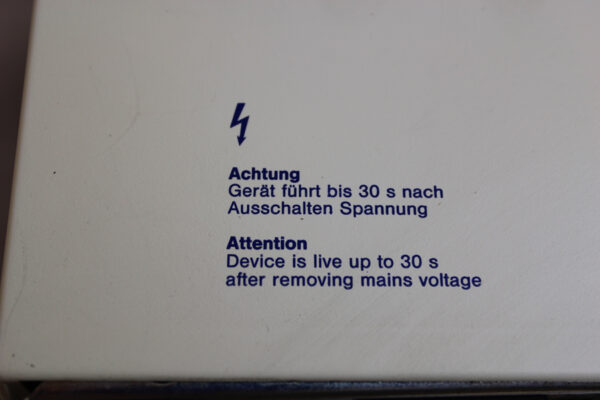 Achtung
Gerät führt bis 30 s nach
Ausschalten Spannung
Attention
Device is live up to 30 s
after removing mains voltage